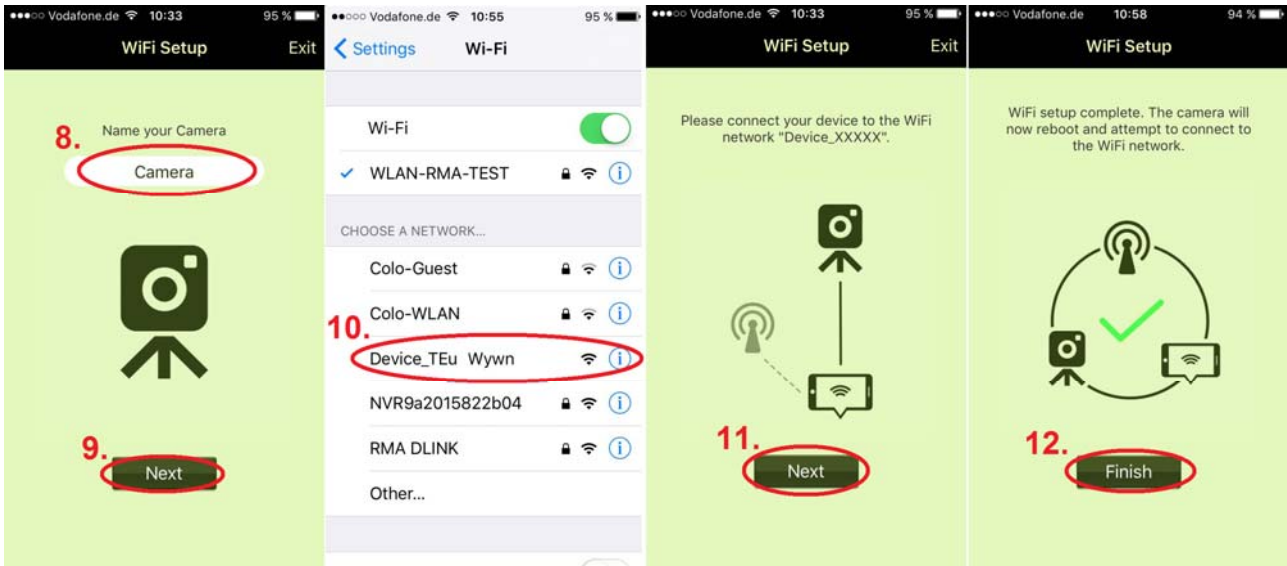 Vodafone.de 10:33 95 %
WiFi Setup Exit
8. Name your Camera
Camera
9.
Next
Vodafone.de 10:55 95 %
Settings Wi-Fi
Wi-Fi
WLAN-RMA-TEST
CHOOSE A NETWORK...
Colo-Guest
Colo-WLAN
10.
Device_TEu Wywn
NVR9a2015822b04
RMA DLINK
Other...
Vodafone.de 10:33 95 %
WiFi Setup Exit
Please connect your device to the WiFi
network "Device_XXXXX".
11.
Next
Vodafone.de 10:58 94 %
WiFi Setup
WiFi setup complete. The camera will
now reboot and attempt to connect to
the WiFi network.
12.
Finish